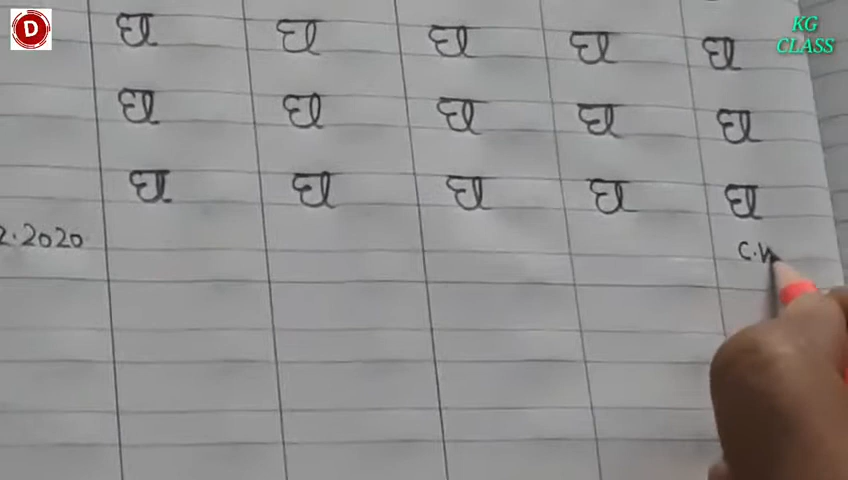 D
KG
CLASS
घ घ घ घ घ
घ घ घ घ घ
घ घ घ घ घ
2.2020
C.W